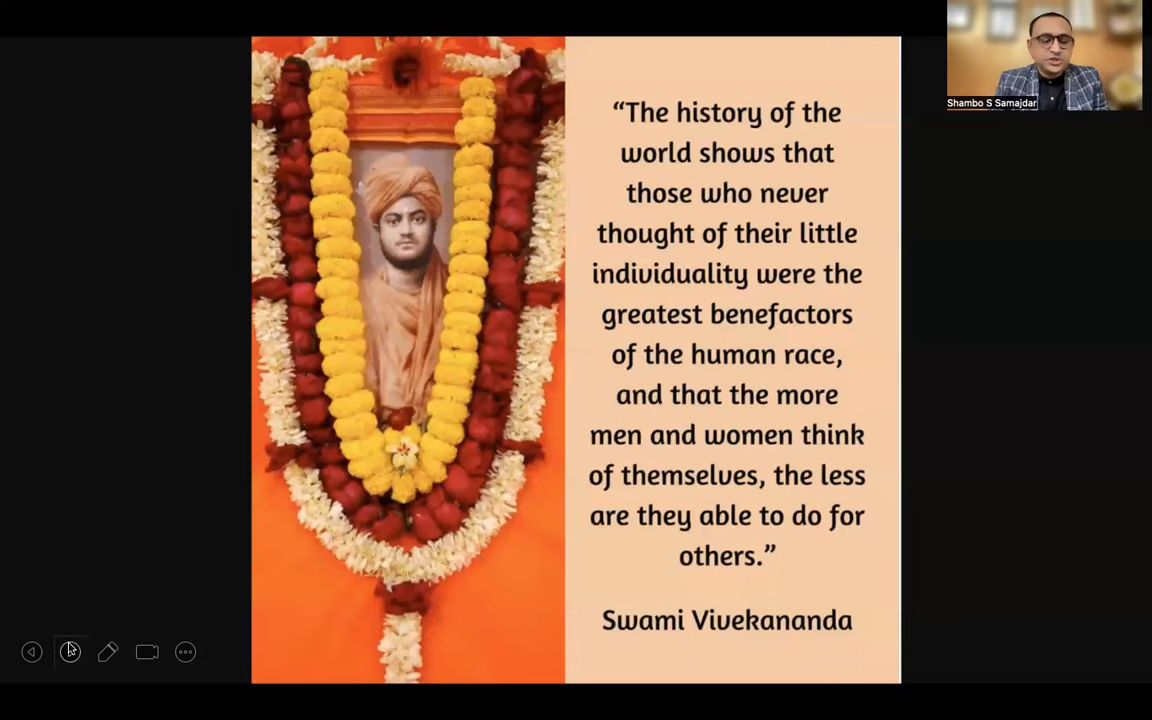 Shambo S Samajdar
“The history of the
world shows that
those who never
thought of their little
individuality were the
greatest benefactors
of the human race,
and that the more
men and women think
of themselves, the less
are they able to do for
others.”
Swami Vivekananda